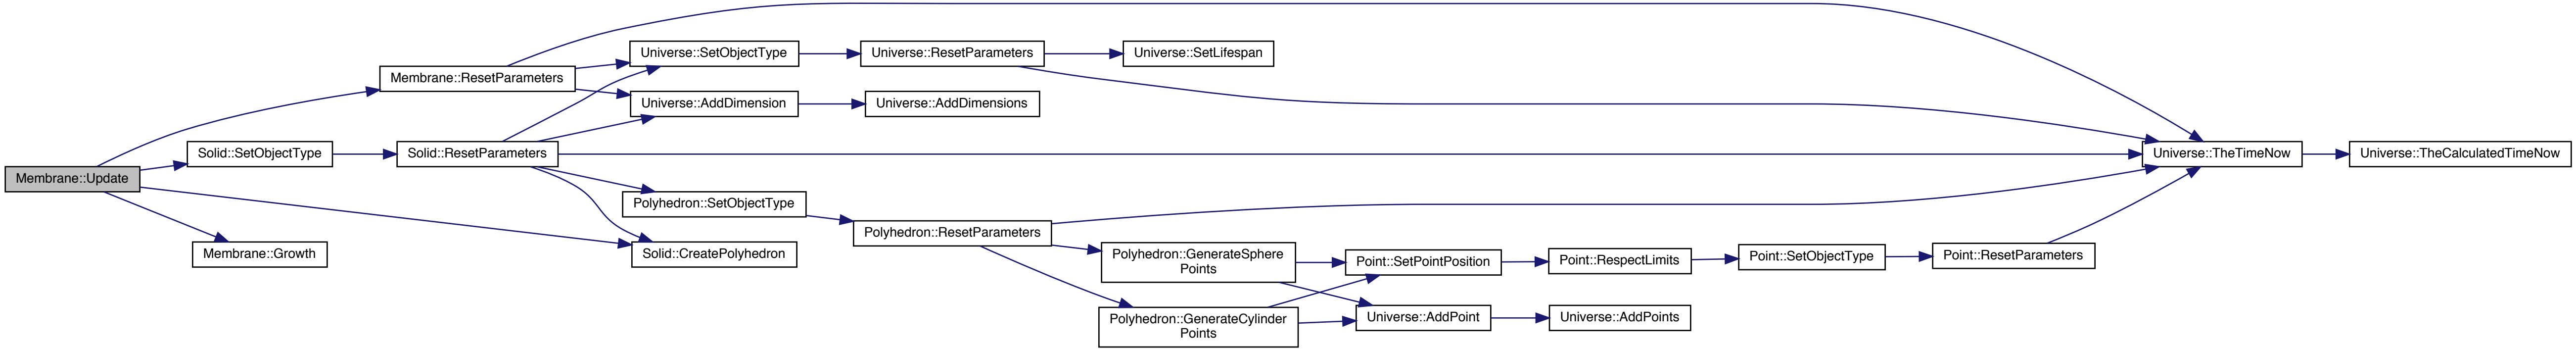 Membrane::Update
Membrane::ResetParameters
Solid::SetObjectType
Membrane::Growth
Universe::SetObjectType
Universe::AddDimension
Solid::ResetParameters
Polyhedron::SetObjectType
Solid::CreatePolyhedron
Universe::ResetParameters
Universe::AddDimensions
Polyhedron::ResetParameters
Universe::SetLifespan
Polyhedron::GenerateSphere
Points
Polyhedron::GenerateCylinder
Points
Point::SetPointPosition
Universe::AddPoint
Point::RespectLimits
Universe::AddPoints
Point::SetObjectType
Point::ResetParameters
Universe::TheTimeNow
Universe::TheCalculatedTimeNow